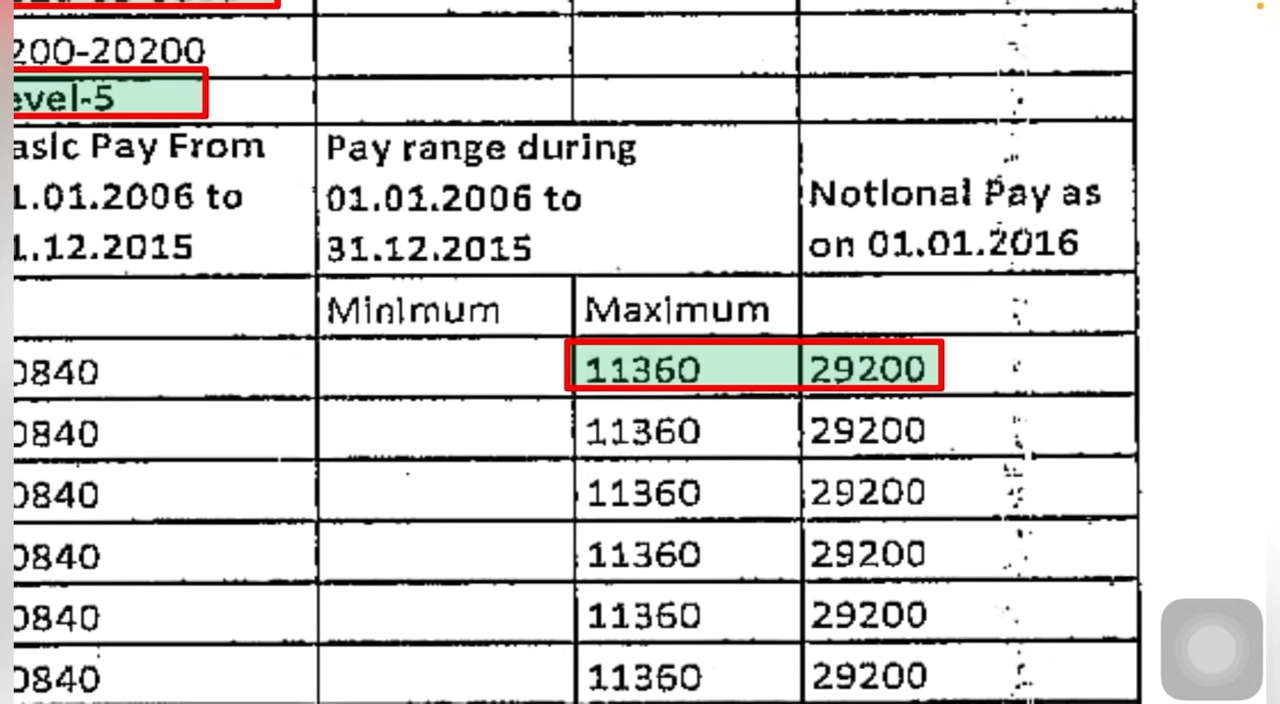 200-20200
evel-5
asic Pay From
1.01.2006 to
1.12.2015
Pay range during
01.01.2006 to
31.12.2015
Notional Pay as
on 01.01.2016
Minimum Maximum
0840 11360 29200
0840 11360 29200
0840 11360 29200
0840 11360 29200
0840 11360 29200
0840 11360 29200